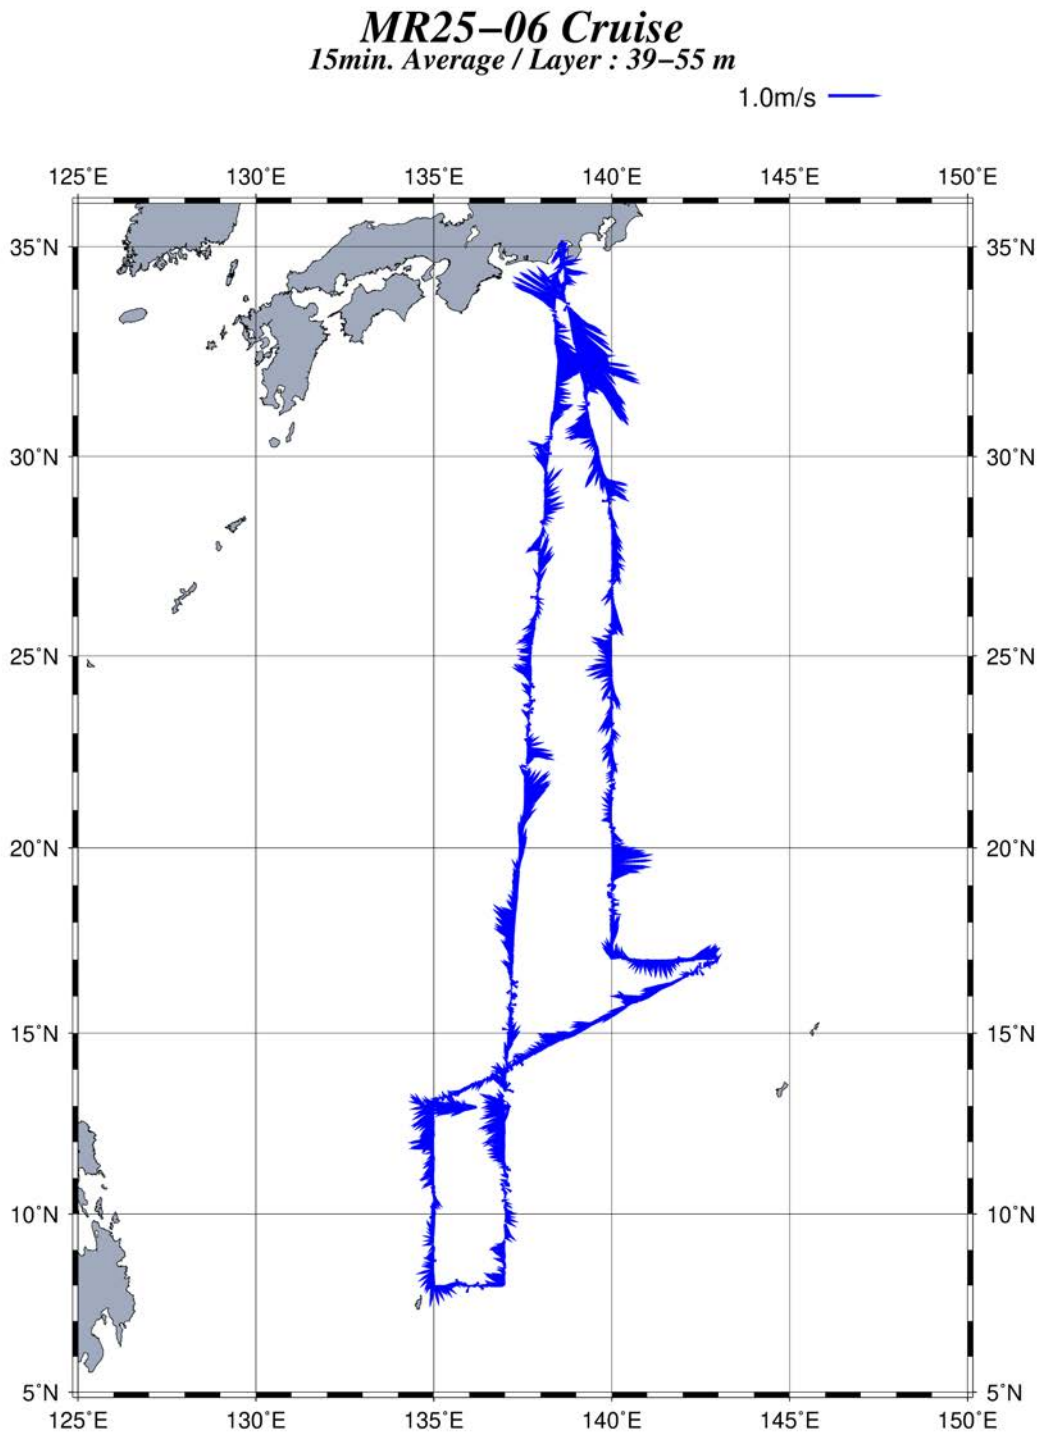 MR25−06 Cruise
15min. Average / Layer : 39−55 m
1.0m/s
125˚E 130˚E 135˚E 140˚E 145˚E 150˚E
35˚N 35˚N
30˚N 30˚N
25˚N 25˚N
20˚N 20˚N
15˚N 15˚N
10˚N 10˚N
5˚N 5˚N
125˚E 130˚E 135˚E 140˚E 145˚E 150˚E